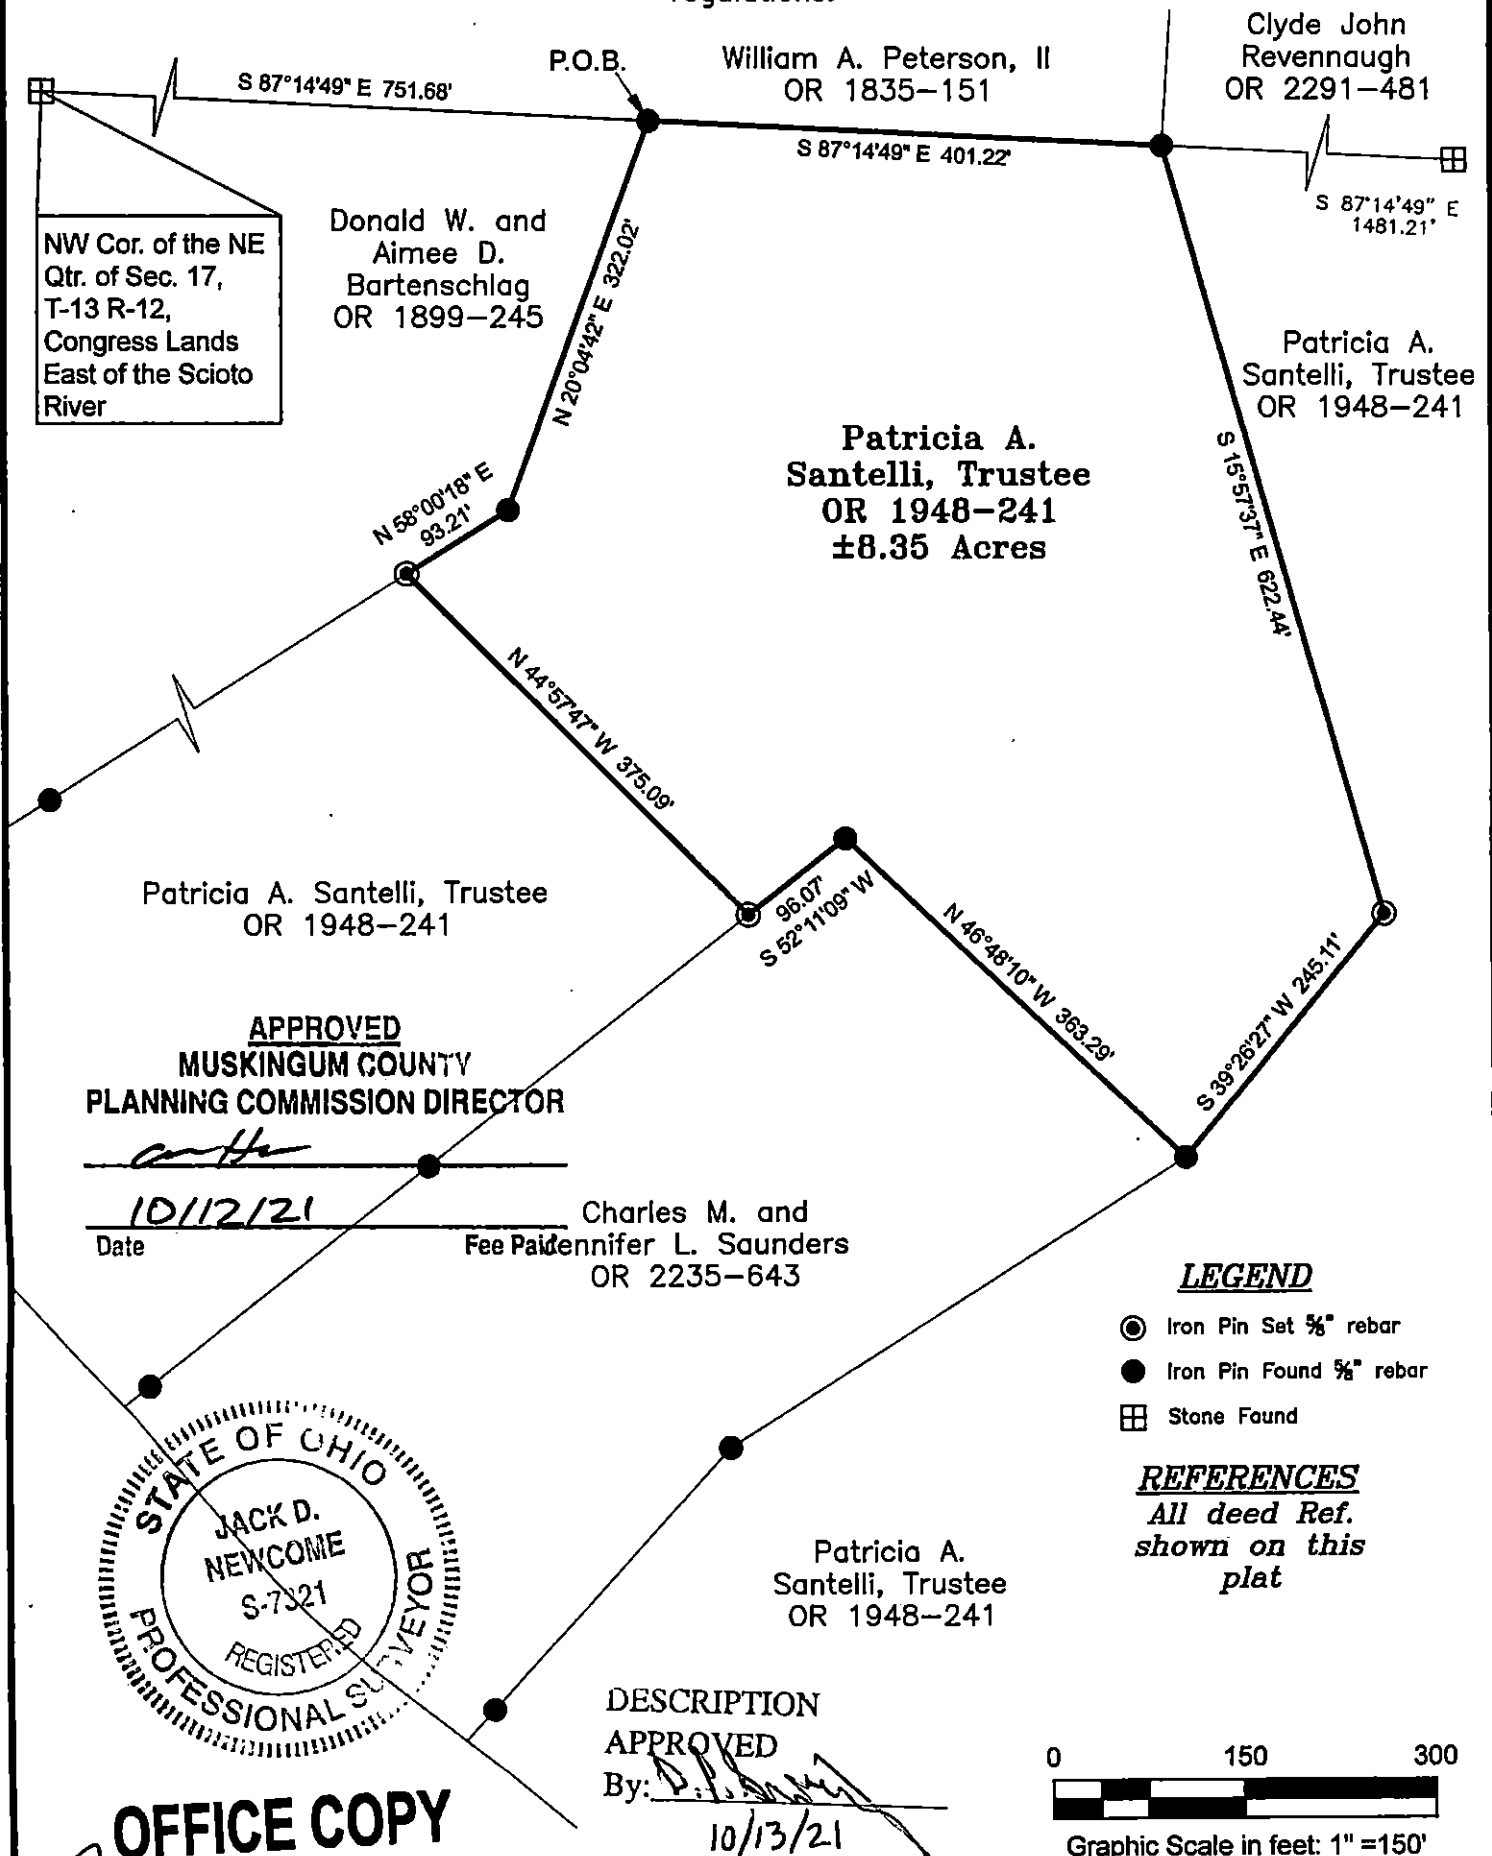 regulations.
P.O.B.
William A. Peterson, II
OR 1835-151
Clyde John
Revennaugh
OR 2291-481
S 87°14'49" E 751.68'
S 87°14'49" E 401.22'
S 87°14'49" E
1481.21'
NW Cor. of the NE
Qtr. of Sec. 17,
T-13 R-12,
Congress Lands
East of the Scioto
River
Donald W. and
Aimee D.
Bartenschlag
OR 1899-245
N 20°04'42" E 322.02'
Patricia A.
Santelli, Trustee
OR 1948-241
S 15°57'37" E 622.44'
Patricia A.
Santelli, Trustee
OR 1948-241
±8.35 Acres
N 58°00'18" E
93.21'
N 44°57'47" W 375.09'
96.07'
S 52°11'09" W
N 46°48'10" W 363.29'
S 39°26'27" W 245.11'
Patricia A. Santelli, Trustee
OR 1948-241
APPROVED
MUSKINGUM COUNTY
PLANNING COMMISSION DIRECTOR
10/12/21
Date
Fee Paid
Charles M. and
Jennifer L. Saunders
OR 2235-643
LEGEND
Iron Pin Set ⅝" rebar
Iron Pin Found ⅝" rebar
Stone Found
REFERENCES
All deed Ref.
shown on this
plat
STATE OF OHIO
JACK D.
NEWCOME
S-7321
REGISTERED
PROFESSIONAL SURVEYOR
Patricia A.
Santelli, Trustee
OR 1948-241
DESCRIPTION
APPROVED
By:
10/13/21
OFFICE COPY
0 150 300
Graphic Scale in feet: 1" =150'